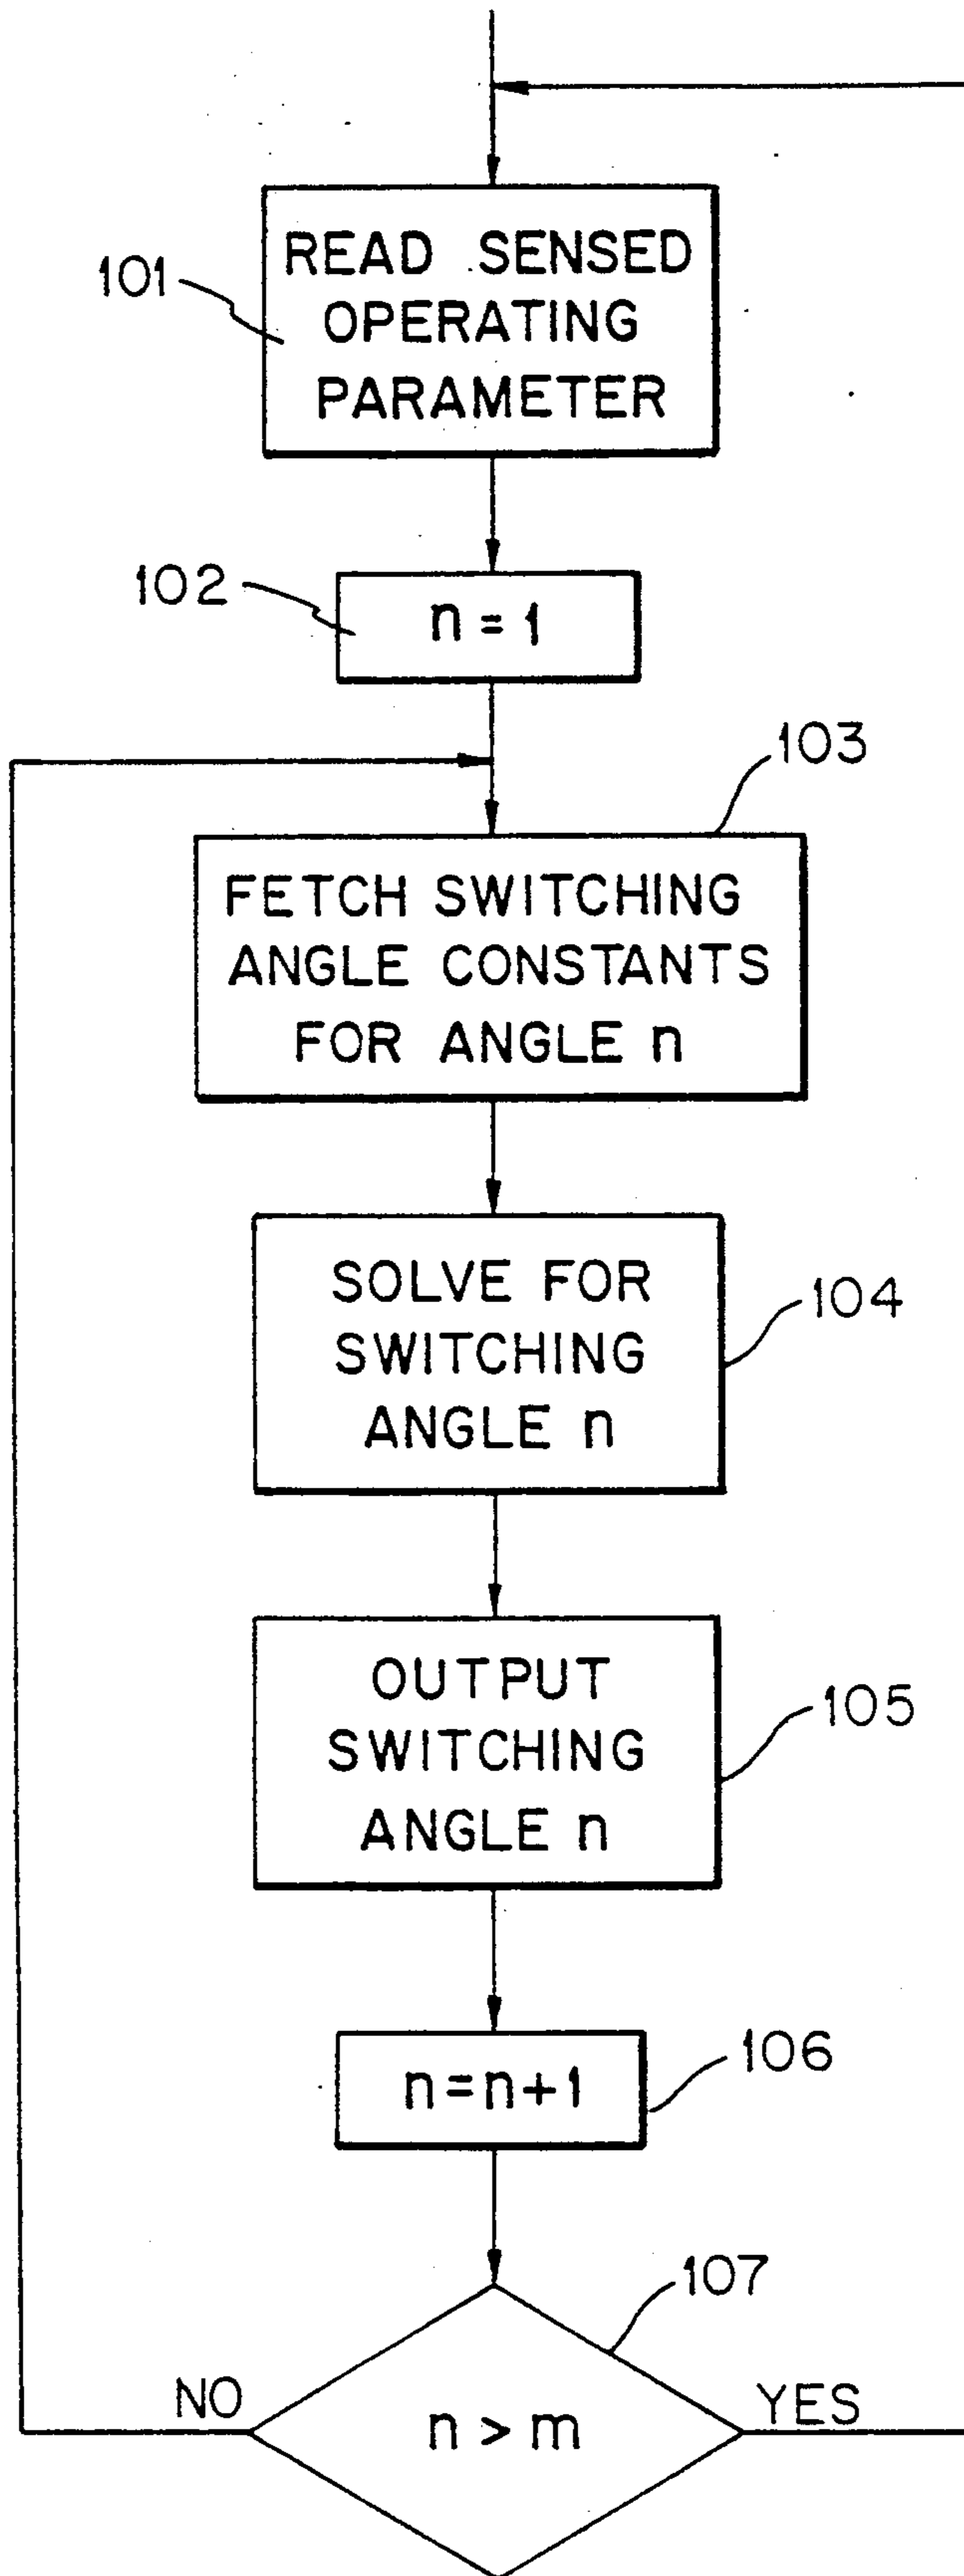 101
READ SENSED
OPERATING
PARAMETER
102
n = 1
103
FETCH SWITCHING
ANGLE CONSTANTS
FOR ANGLE n
SOLVE FOR
SWITCHING
ANGLE n
104
OUTPUT
SWITCHING
ANGLE n
105
n=n+1
106
107
NO
n > m
YES